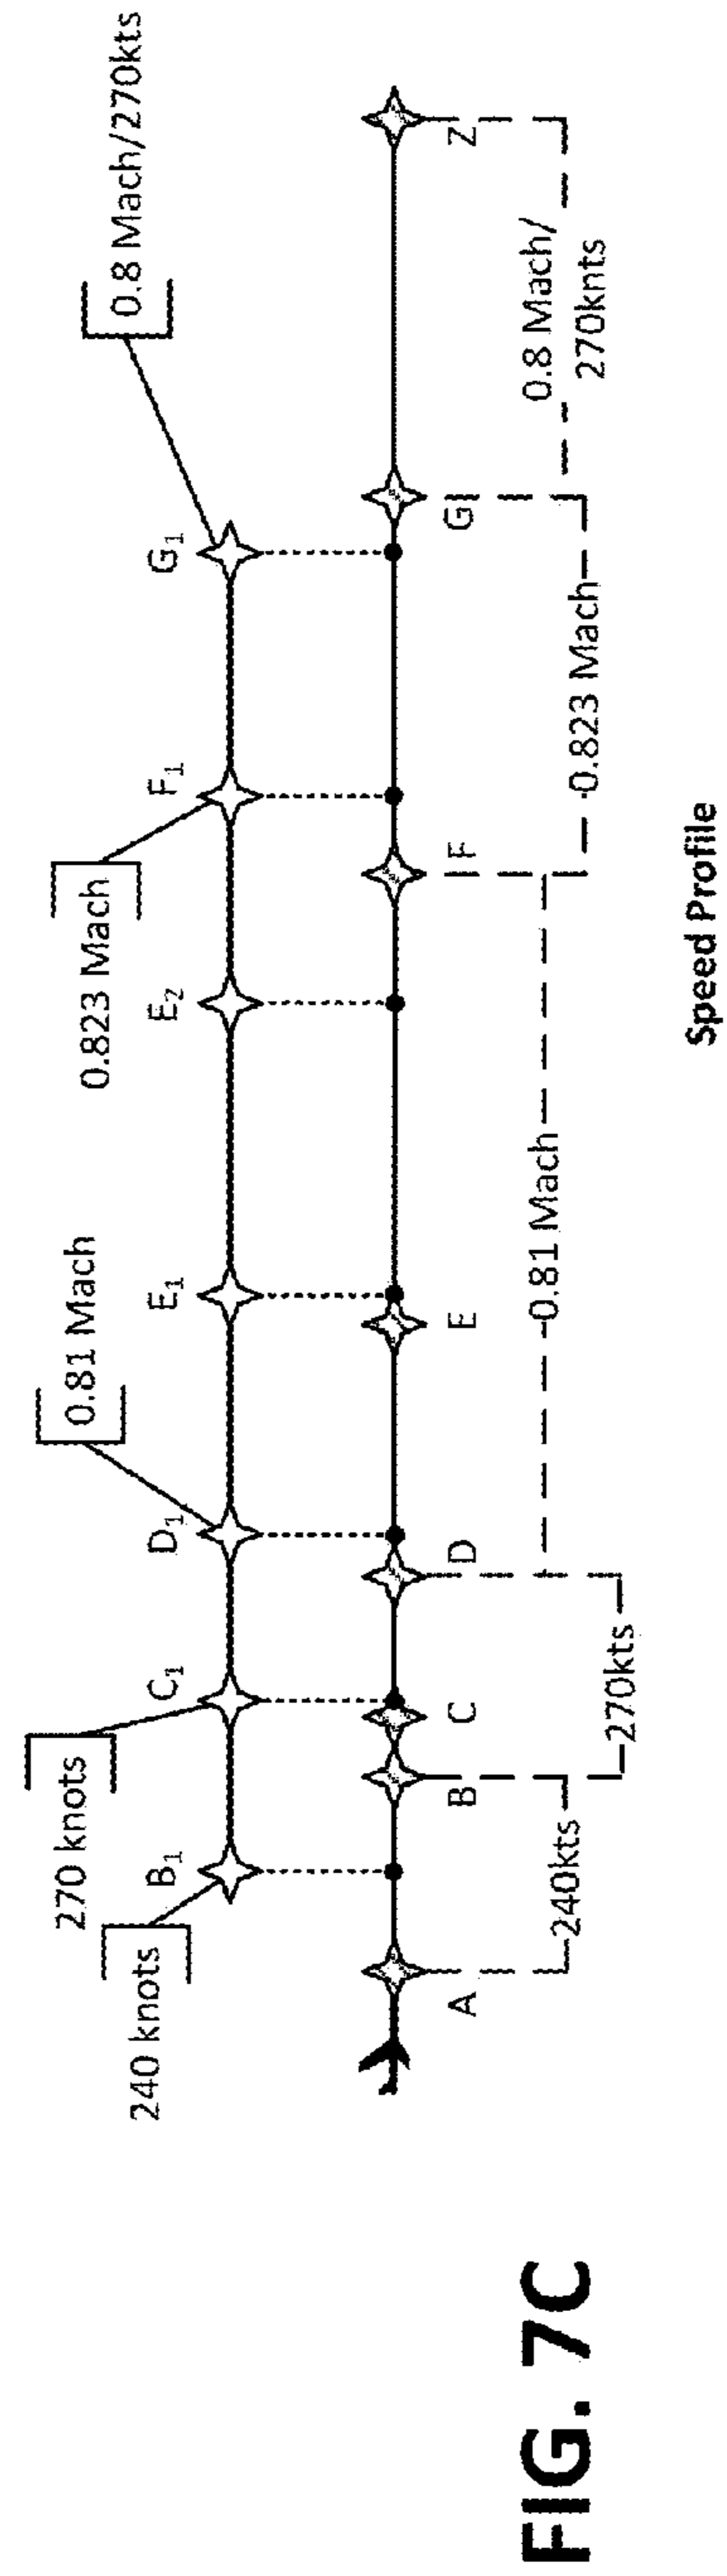 240 knots
270 knots
0.81 Mach
0.823 Mach
0.8 Mach/270kts
B1
C1
D1
E1
E2
F1
G1
A
B
C
D
E
F
G
Z
240kts
270kts
0.81 Mach
0.823 Mach
0.8 Mach/
270knts
Speed Profile
FIG. 7C